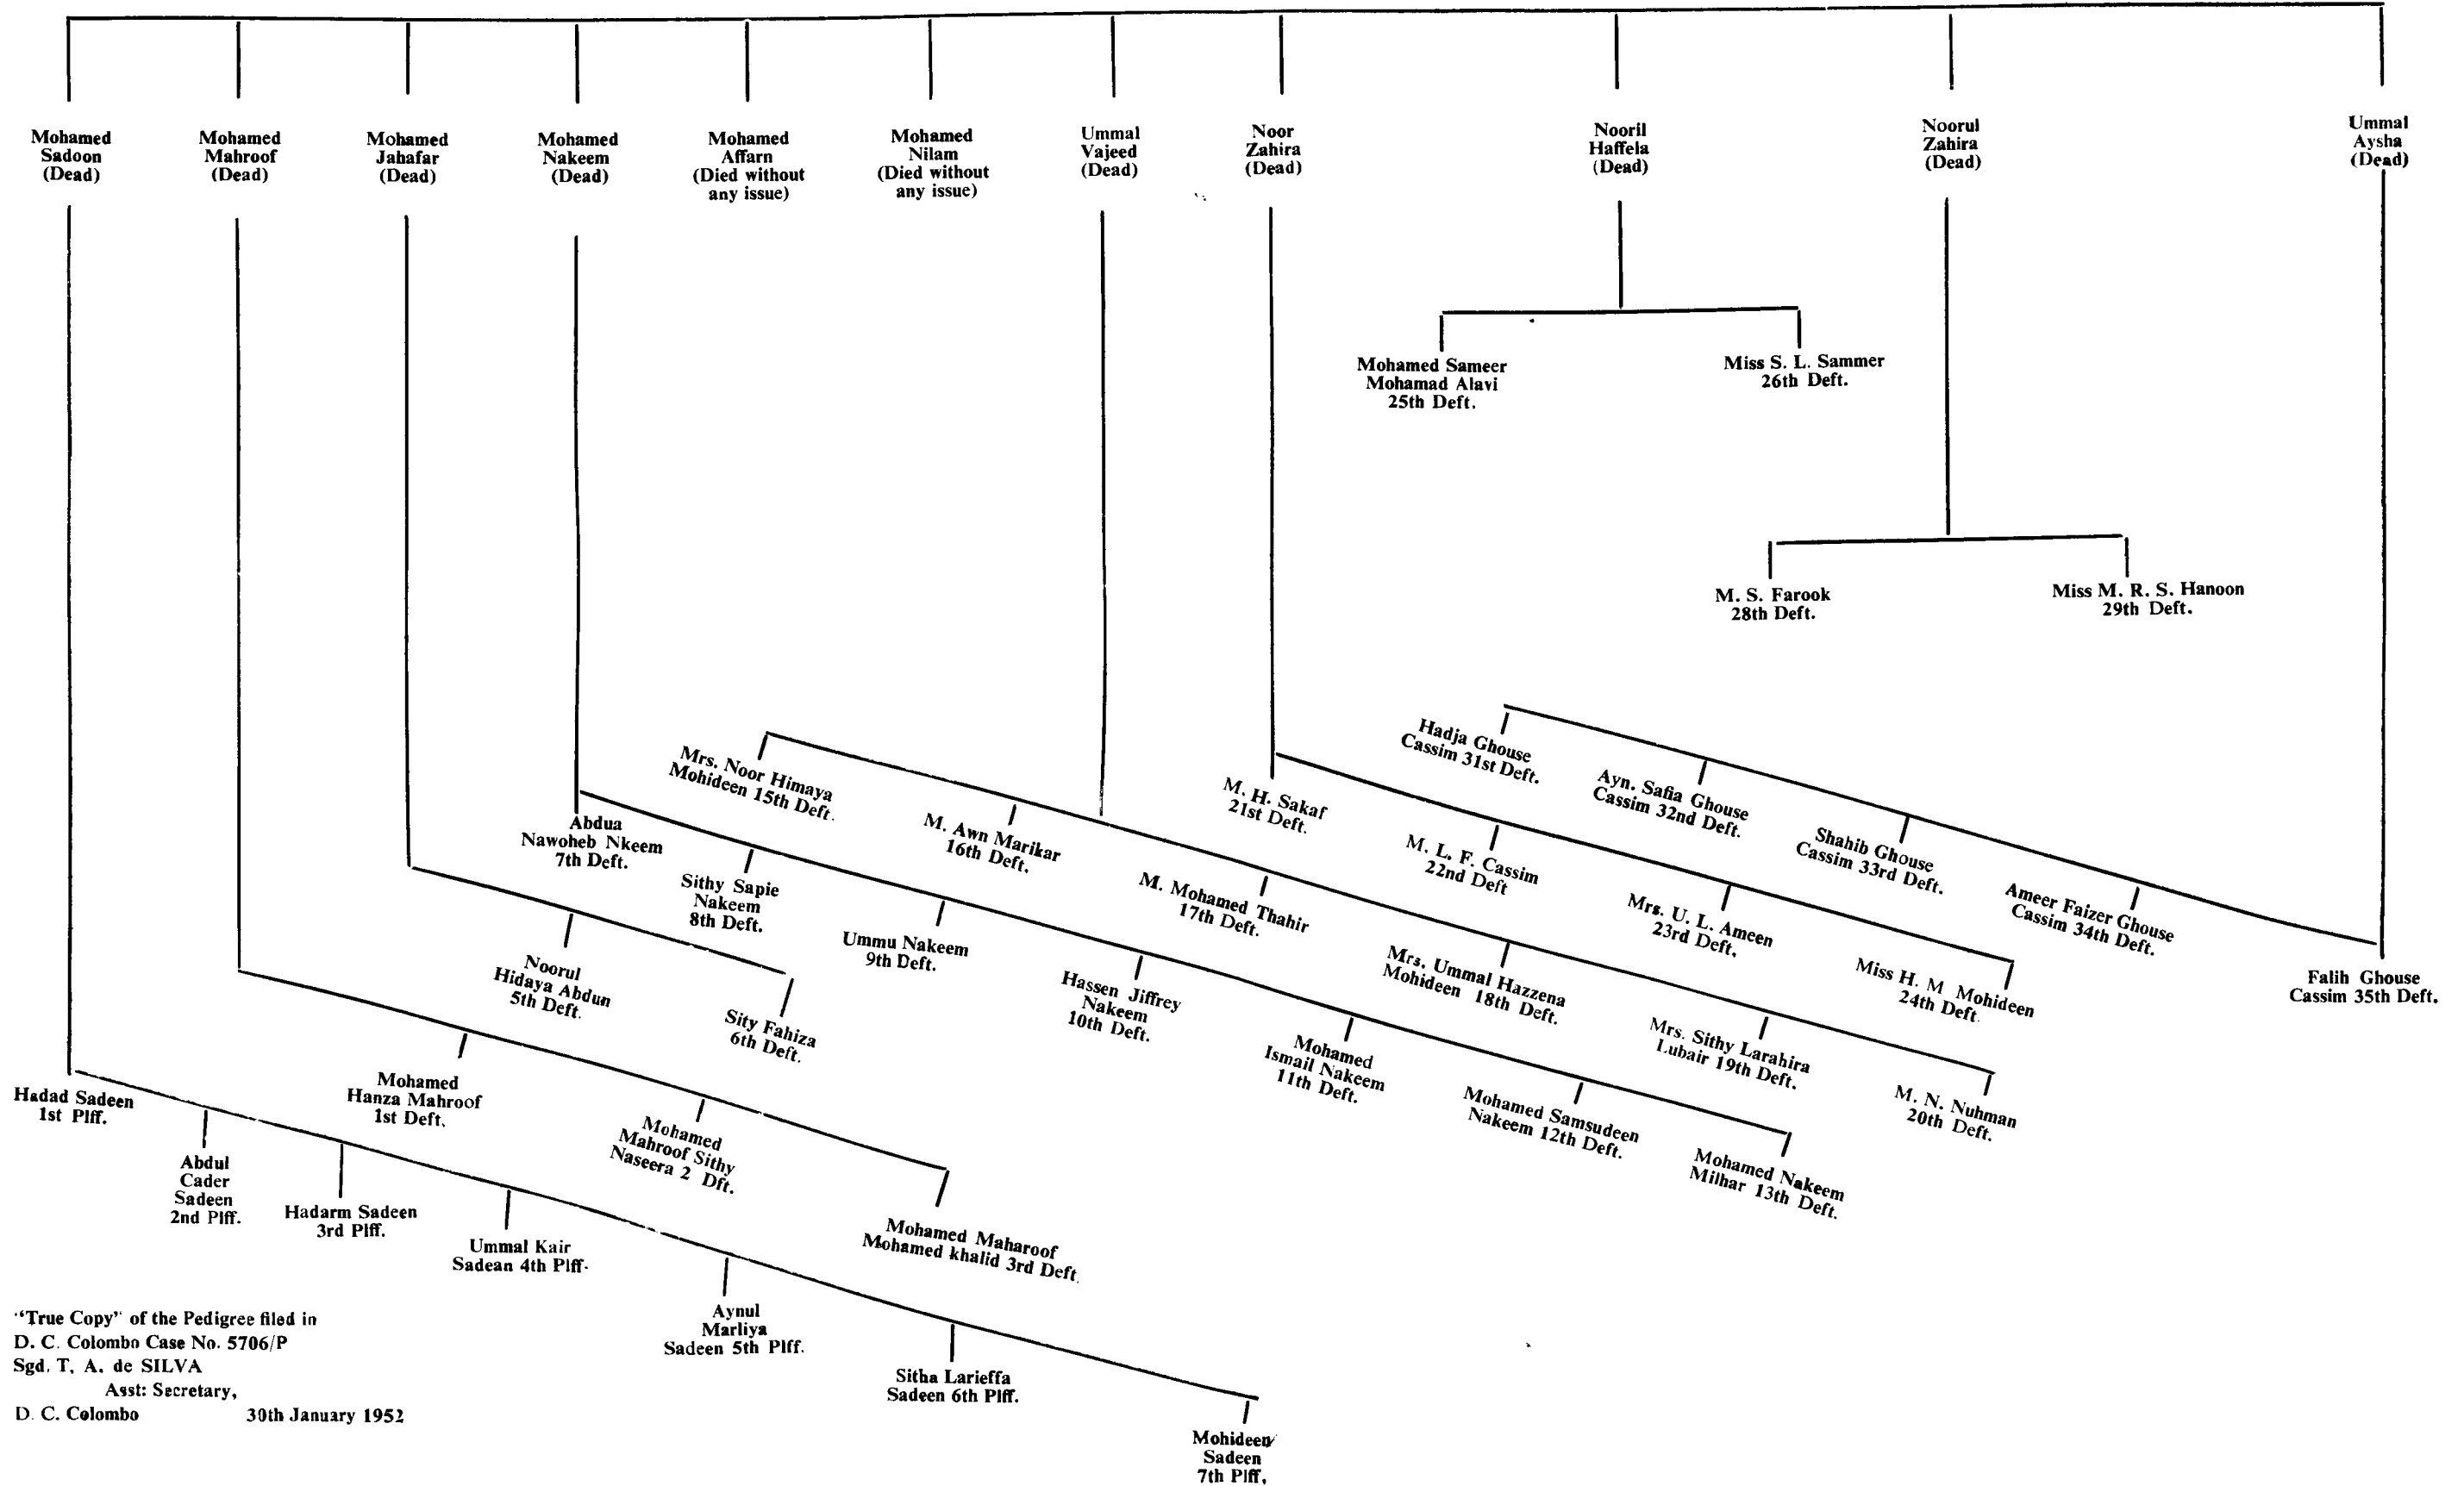 Mohamed
Sadoon
(Dead)
Mohamed
Mahroof
(Dead)
Mohamed
Jahafar
(Dead)
Mohamed
Nakeem
(Dead)
Mohamed
Affarn
(Died without
any issue)
Mohamed
Nilam
(Died without
any issue)
Ummal
Vajeed
(Dead)
Noor
Zahira
(Dead)
Nooril
Haffela
(Dead)
Noorul
Zahira
(Dead)
Ummal
Aysha
(Dead)
Mohamed Sameer
Mohamad Alavi
25th Deft.
Miss S. L. Sammer
26th Deft.
M. S. Farook
28th Deft.
Miss M. R. S. Hanoon
29th Deft.
Hadja Ghouse
Cassim 31st Deft.
Ayn. Safia Ghouse
Cassim 32nd Deft.
Shahib Ghouse
Cassim 33rd Deft.
Ameer Faizer Ghouse
Cassim 34th Deft.
Falih Ghouse
Cassim 35th Deft.
M. H. Sakaf
21st Deft.
M. L. F. Cassim
22nd Deft
Mrs. U. L. Ameen
23rd Deft.
Miss H. M Mohideen
24th Deft
Mrs. Noor Himaya
Mohideen 15th Deft.
M. Awn Marikar
16th Deft.
M. Mohamed Thahir
17th Deft.
Mrs. Ummal Hazzena
Mohideen 18th Deft.
Mrs. Sithy Larahira
Lubair 19th Deft.
M. N. Nuhman
20th Deft.
Abdua
Nawoheb Nkeem
7th Deft.
Sithy Sapie
Nakeem
8th Deft.
Ummu Nakeem
9th Deft.
Hassen Jiffrey
Nakeem
10th Deft.
Mohamed
Ismail Nakeem
11th Deft.
Mohamed Samsudeen
Nakeem 12th Deft.
Mohamed Nakeem
Milhar 13th Deft.
Noorul
Hidaya Abdun
5th Deft.
Sity Fahiza
6th Deft.
Mohamed
Hanza Mahroof
1st Deft.
Mohamed
Mahroof Sithy
Naseera 2 Dft.
Mohamed Maharoof
Mohamed khalid 3rd Deft.
Hadad Sadeen
1st Plff.
Abdul
Cader
Sadeen
2nd Plff.
Hadarm Sadeen
3rd Plff.
Ummal Kair
Sadean 4th Plff.
Aynul
Marliya
Sadeen 5th Plff.
Sitha Larieffa
Sadeen 6th Plff.
Mohideen
Sadeen
7th Plff.
"True Copy" of the Pedigree filed in
D. C. Colombo Case No. 5706/P
Sgd. T, A. de SILVA
Asst: Secretary,
D. C. Colombo 30th January 1952